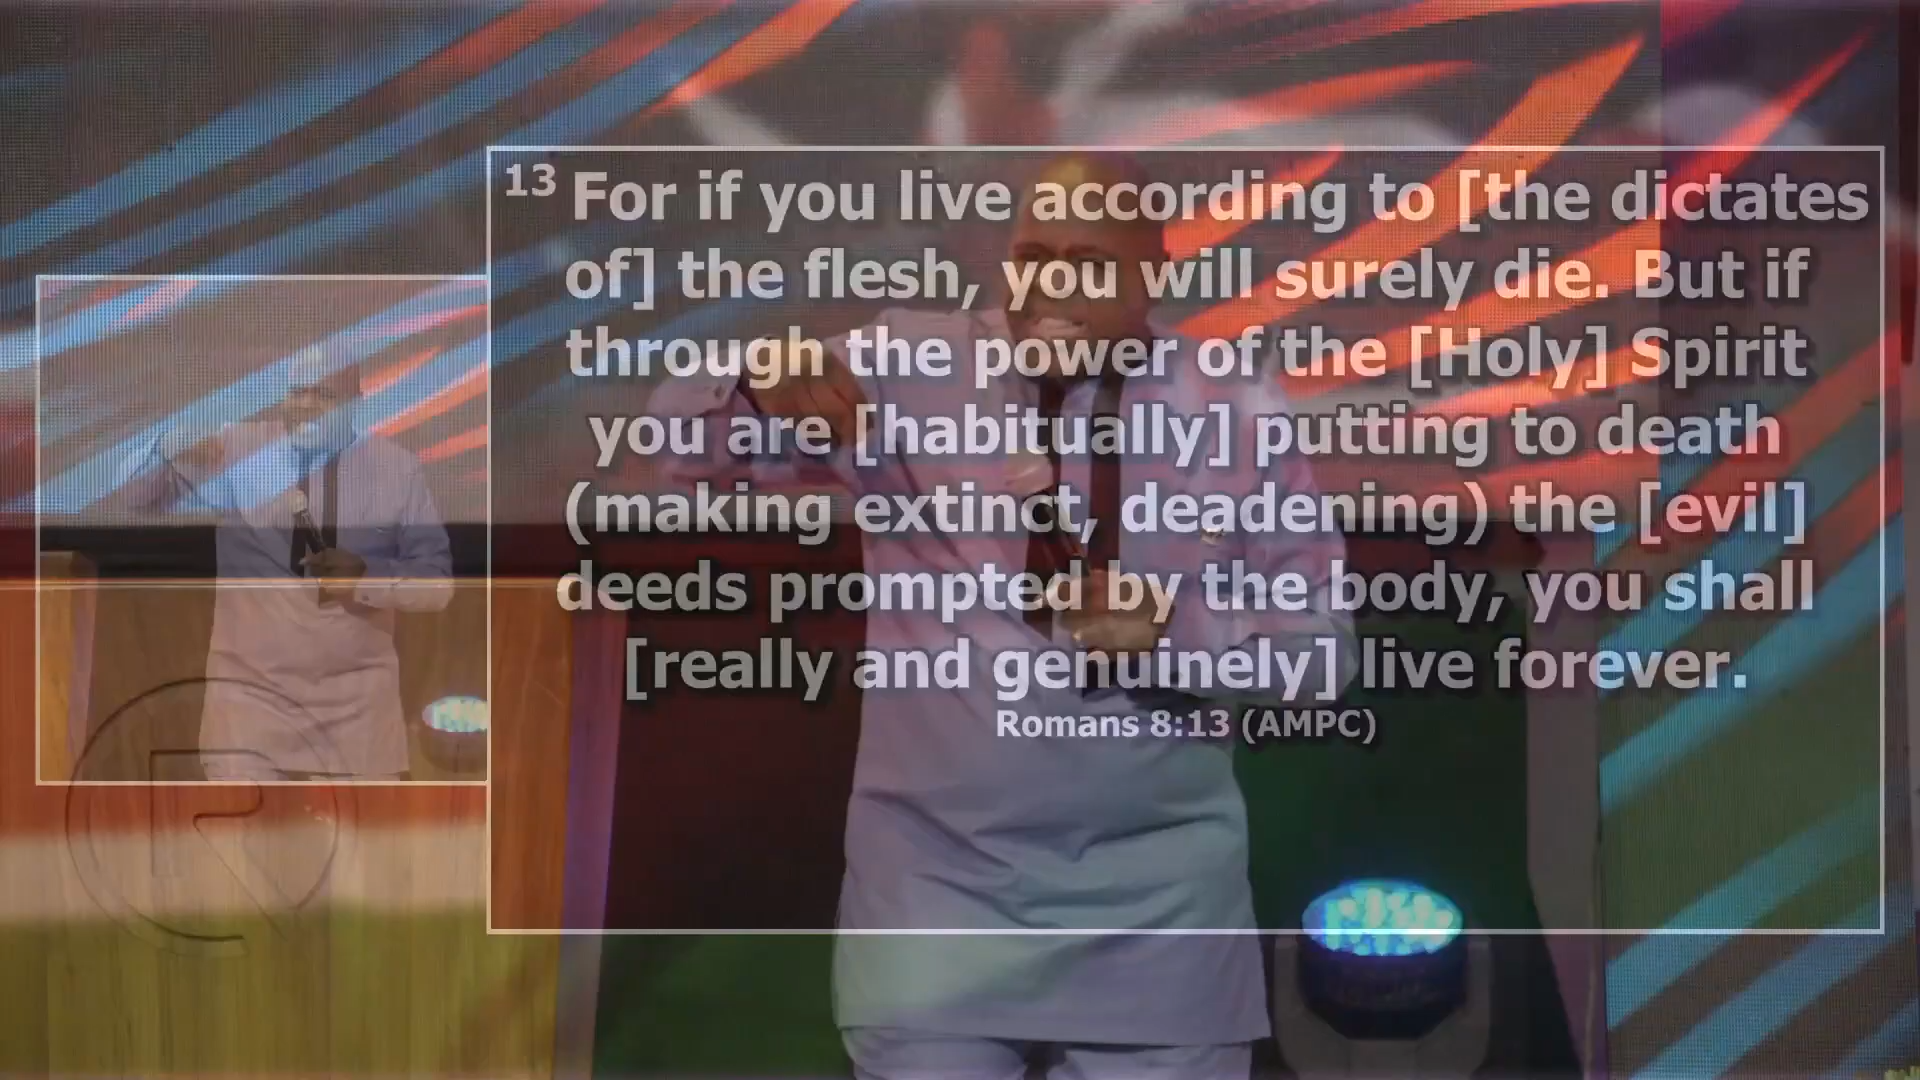 13 For if you live according to [the dictates
of] the flesh, you will surely die. But if
through the power of the [Holy] Spirit
you are [habitually] putting to death
(making extinct, deadening) the [evil]
deeds prompted by the body, you shall
[really and genuinely] live forever.
Romans 8:13 (AMPC)
R